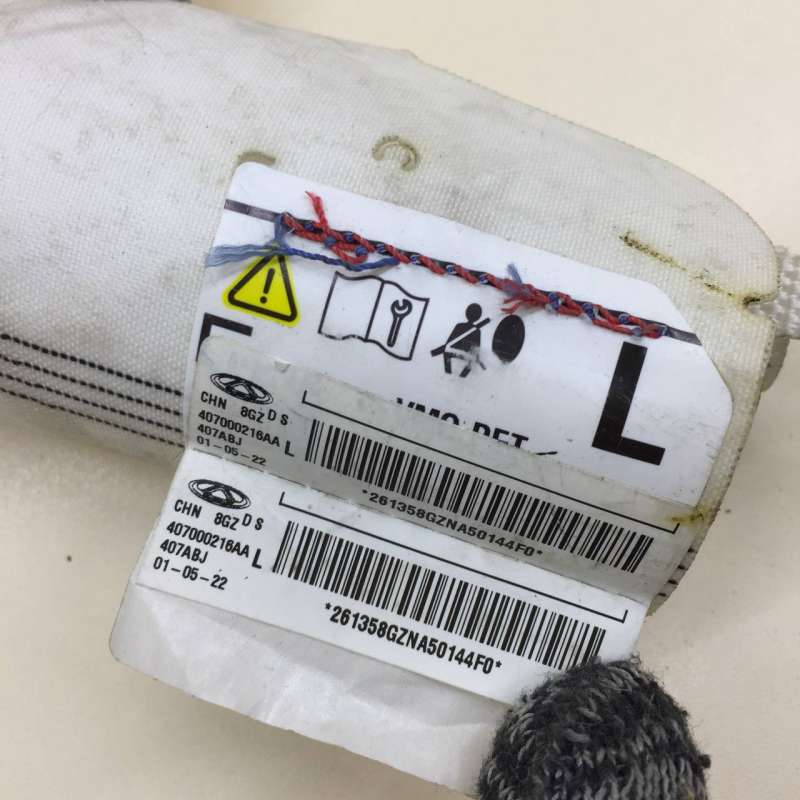 L
CHN 8GZ D S
407000216AA L
407ABJ
01-05-22
*261358GZNA50144F0*
CHN 8GZ D S
407000216AA L
407ABJ
01-05-22
*261358GZNA50144F0*